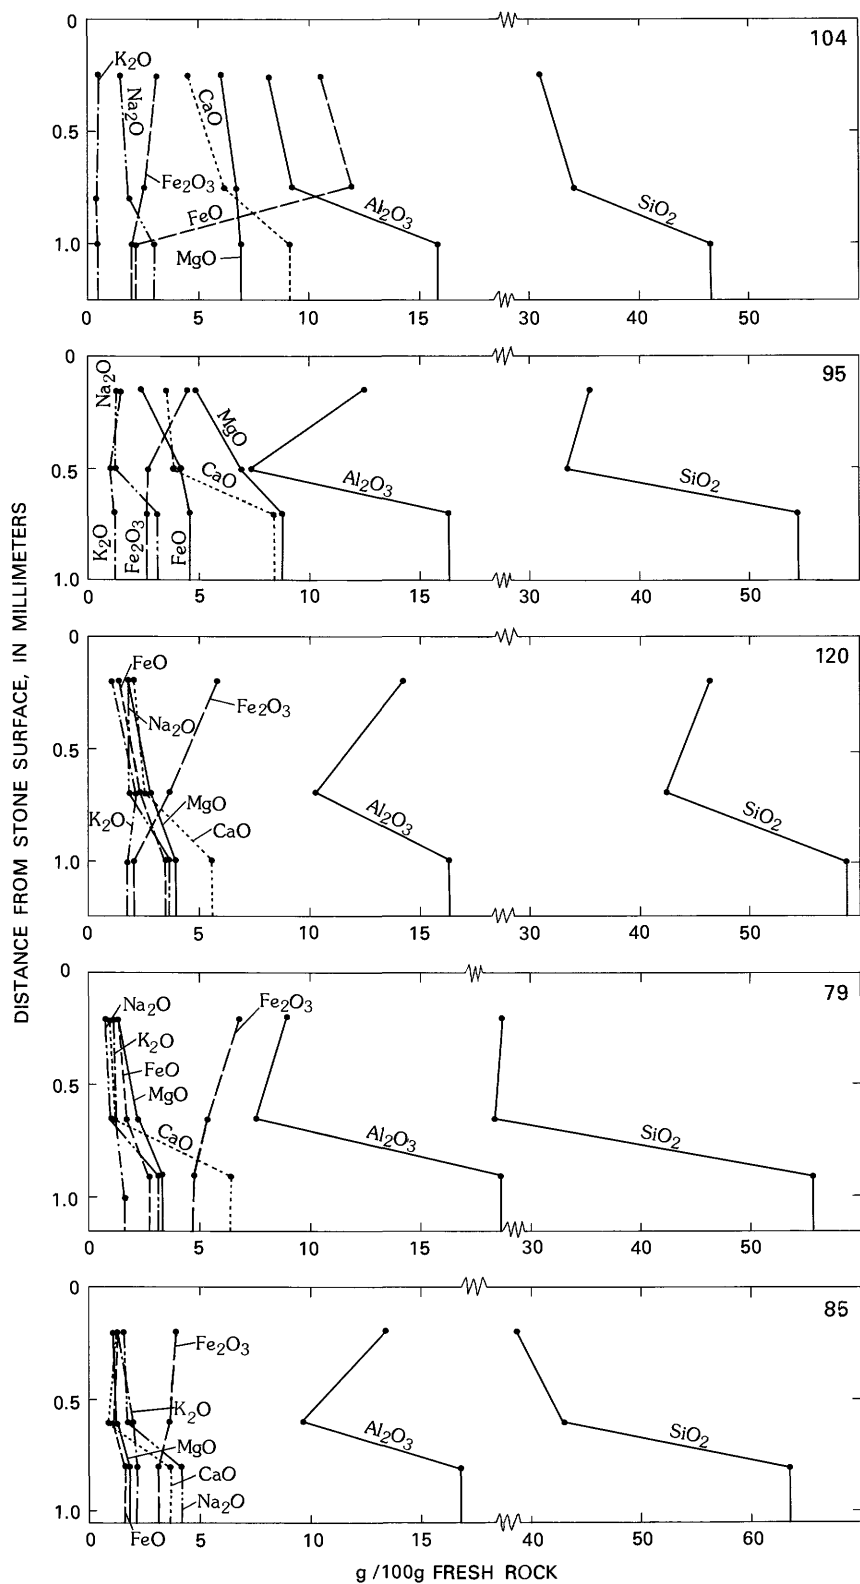 DISTANCE FROM STONE SURFACE, IN MILLIMETERS
104
0
0.5
1.0
K2O
Na2O
Fe2O3
CaO
FeO
MgO
Al2O3
SiO2
0 5 10 15 30 40 50
95
0
0.5
1.0
Na2O
MgO
CaO
Al2O3
SiO2
K2O
Fe2O3
FeO
0 5 10 15 30 40 50
120
0
0.5
1.0
FeO
Fe2O3
Na2O
MgO
K2O
CaO
Al2O3
SiO2
0 5 10 15 30 40 50
79
0
0.5
1.0
Na2O
Fe2O3
K2O
FeO
MgO
CaO
Al2O3
SiO2
0 5 10 15 30 40 50
85
0
0.5
1.0
Fe2O3
K2O
MgO
CaO
Na2O
FeO
Al2O3
SiO2
0 5 10 15 40 50 60
g/100g FRESH ROCK